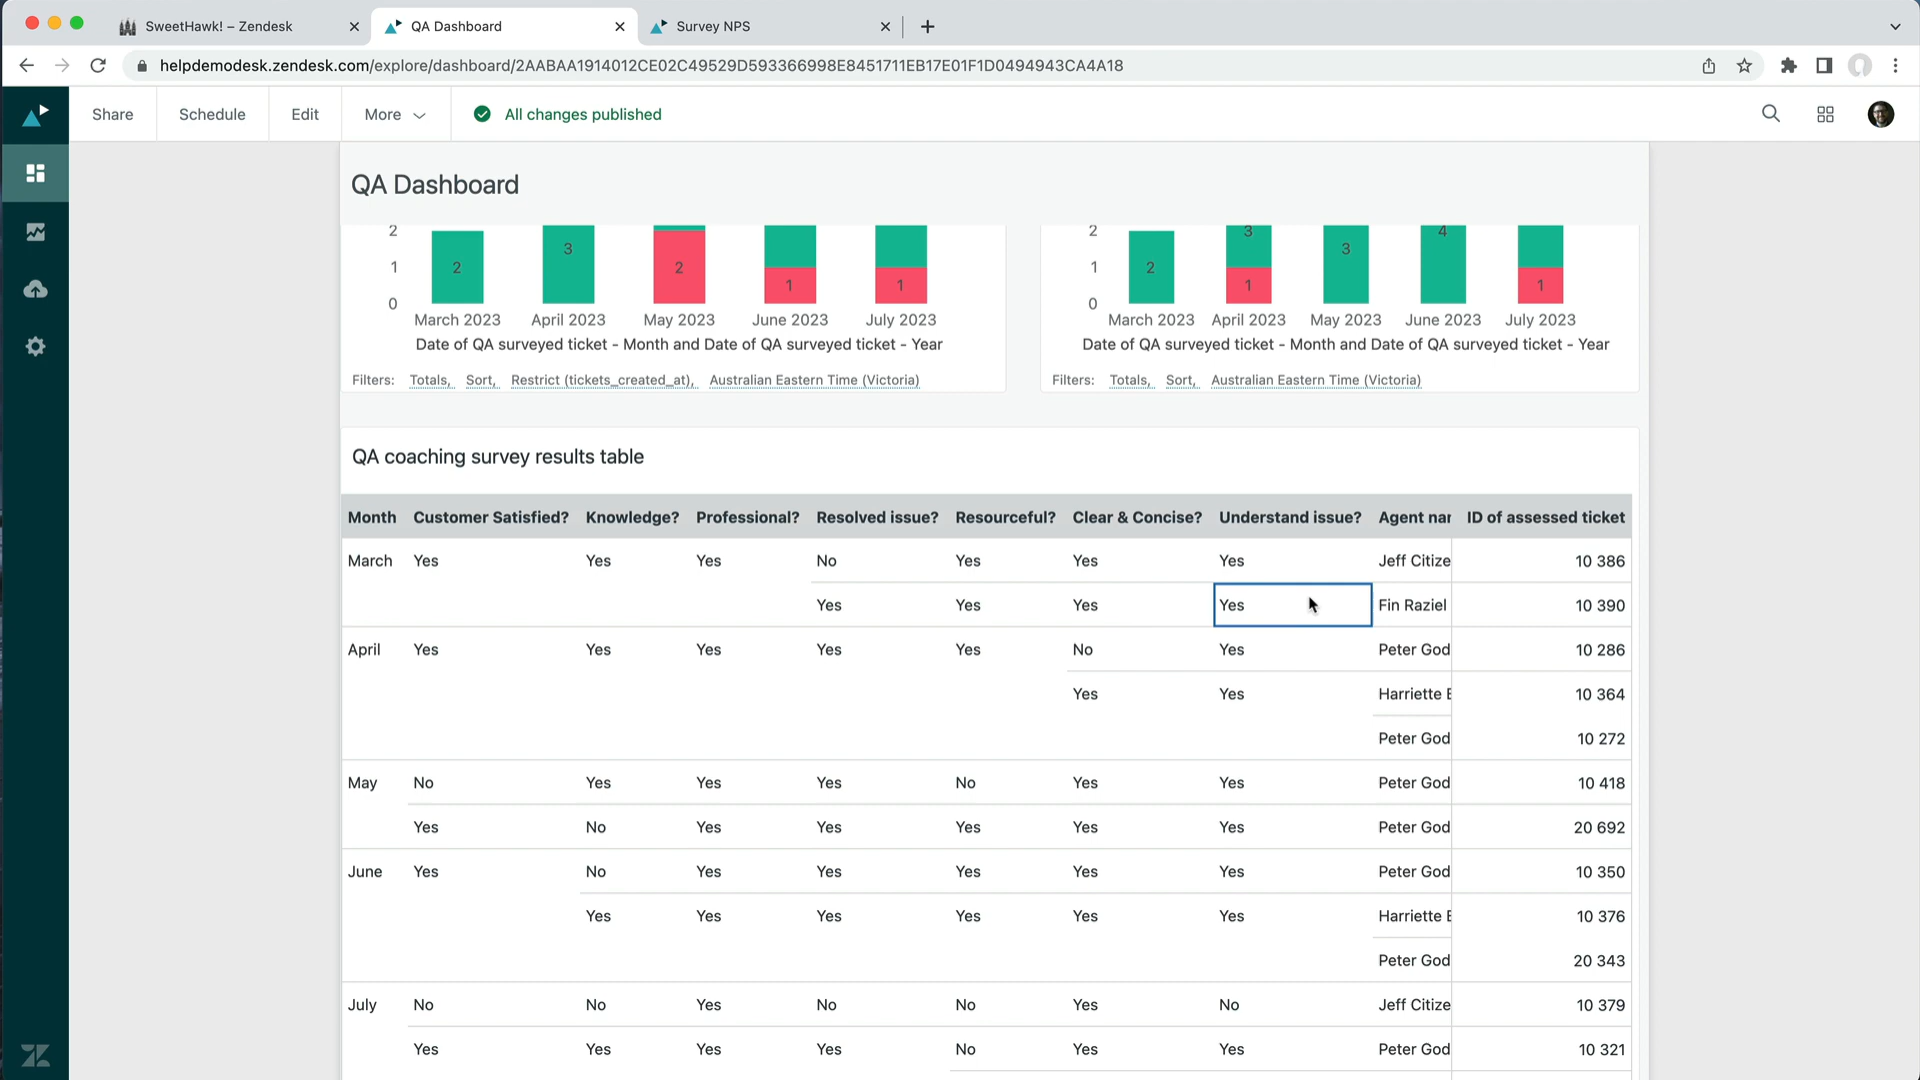 SweetHawk! – Zendesk
QA Dashboard
Survey NPS
helpdemodesk.zendesk.com/explore/dashboard/2AABAA1914012CE02C49529D593366998E8451711EB17E01F1D0494943CA4A18
Share Schedule Edit More All changes published
QA Dashboard
2 1 0
2 3 2 1 1
March 2023 April 2023 May 2023 June 2023 July 2023
Date of QA surveyed ticket - Month and Date of QA surveyed ticket - Year
Filters: Totals, Sort, Restrict (tickets_created_at), Australian Eastern Time (Victoria)
2 1 0
2 3 1 3 4 1
March 2023 April 2023 May 2023 June 2023 July 2023
Date of QA surveyed ticket - Month and Date of QA surveyed ticket - Year
Filters: Totals, Sort, Australian Eastern Time (Victoria)
QA coaching survey results table
Month Customer Satisfied? Knowledge? Professional? Resolved issue? Resourceful? Clear & Concise? Understand issue? Agent nar ID of assessed ticket
March Yes Yes Yes No Yes Yes Yes Jeff Citize 10 386
Yes Yes Yes Yes Fin Raziel 10 390
April Yes Yes Yes Yes Yes No Yes Peter God 10 286
Yes Yes Harriette E 10 364
Peter God 10 272
May No Yes Yes Yes No Yes Yes Peter God 10 418
Yes No Yes Yes Yes Yes Yes Peter God 20 692
June Yes No Yes Yes Yes Yes Yes Peter God 10 350
Yes Yes Yes Yes Yes Yes Harriette E 10 376
Peter God 20 343
July No No Yes No No Yes No Jeff Citize 10 379
Yes Yes Yes Yes No Yes Yes Peter God 10 321